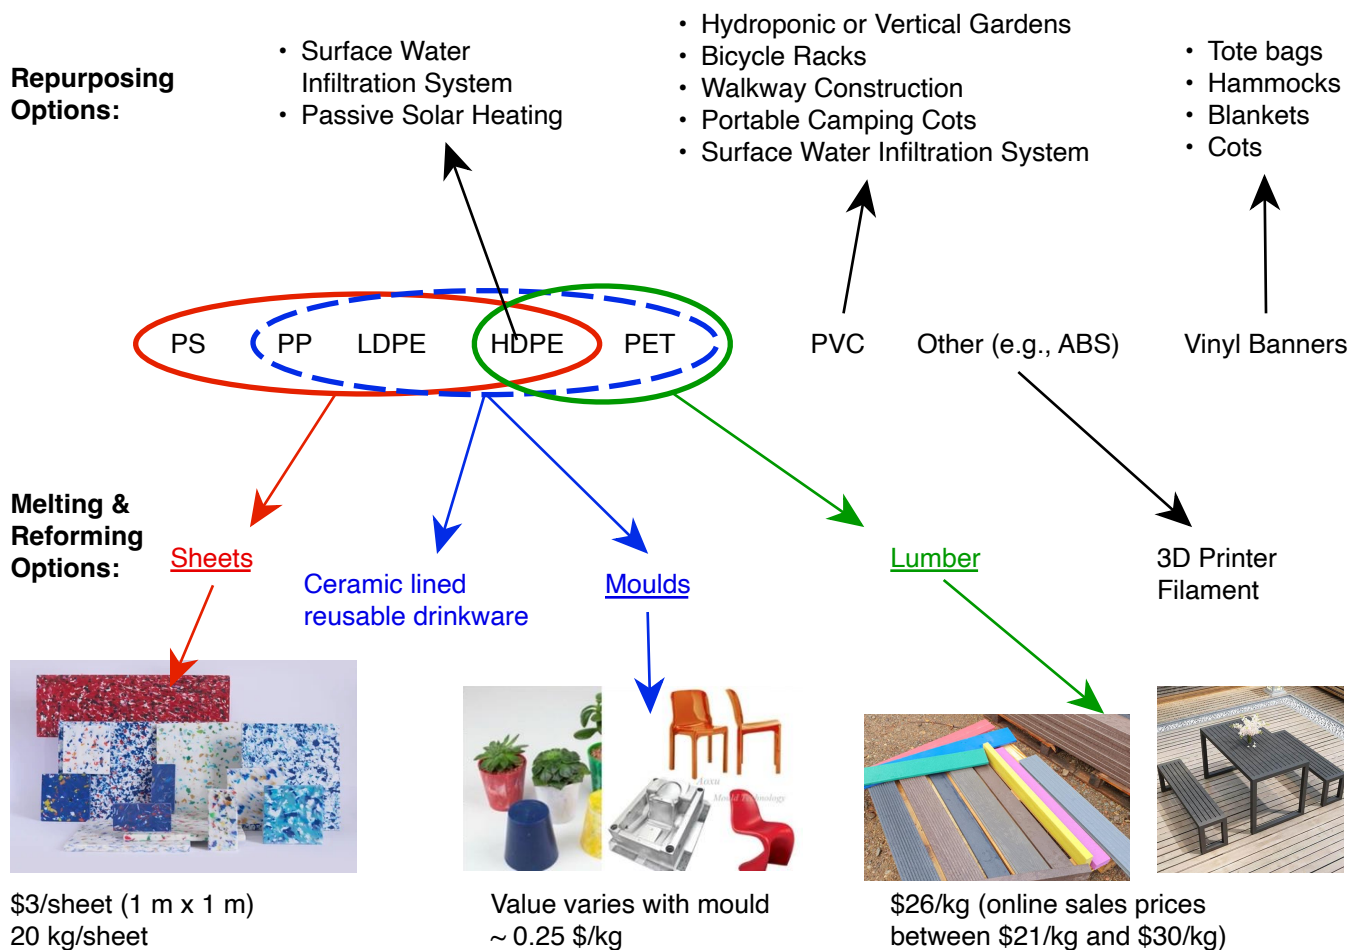 Repurposing
Options:
• Surface Water
Infiltration System
• Passive Solar Heating
• Hydroponic or Vertical Gardens
• Bicycle Racks
• Walkway Construction
• Portable Camping Cots
• Surface Water Infiltration System
• Tote bags
• Hammocks
• Blankets
• Cots
PS PP LDPE HDPE PET PVC Other (e.g., ABS) Vinyl Banners
Melting &
Reforming
Options:
Sheets
Ceramic lined
reusable drinkware
Moulds
Lumber
3D Printer
Filament
Aoxu
Mould Technology
$3/sheet (1 m x 1 m)
20 kg/sheet
Value varies with mould
~ 0.25 $/kg
$26/kg (online sales prices
between $21/kg and $30/kg)